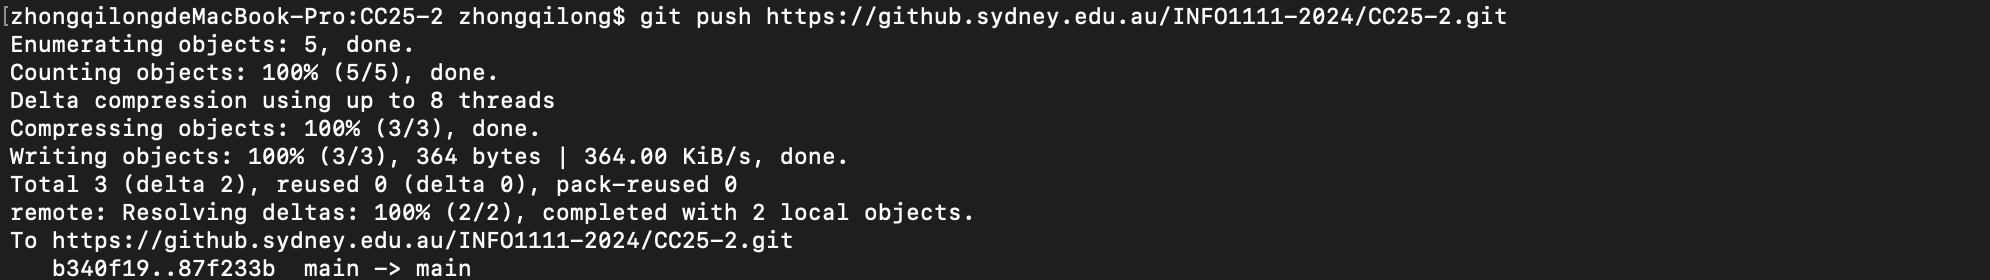 [zhongqilongdeMacBook-Pro:CC25-2 zhongqilong$ git push https://github.sydney.edu.au/INFO1111-2024/CC25-2.git
Enumerating objects: 5, done.
Counting objects: 100% (5/5), done.
Delta compression using up to 8 threads
Compressing objects: 100% (3/3), done.
Writing objects: 100% (3/3), 364 bytes | 364.00 KiB/s, done.
Total 3 (delta 2), reused 0 (delta 0), pack-reused 0
remote: Resolving deltas: 100% (2/2), completed with 2 local objects.
To https://github.sydney.edu.au/INFO1111-2024/CC25-2.git
   b340f19..87f233b  main -> main